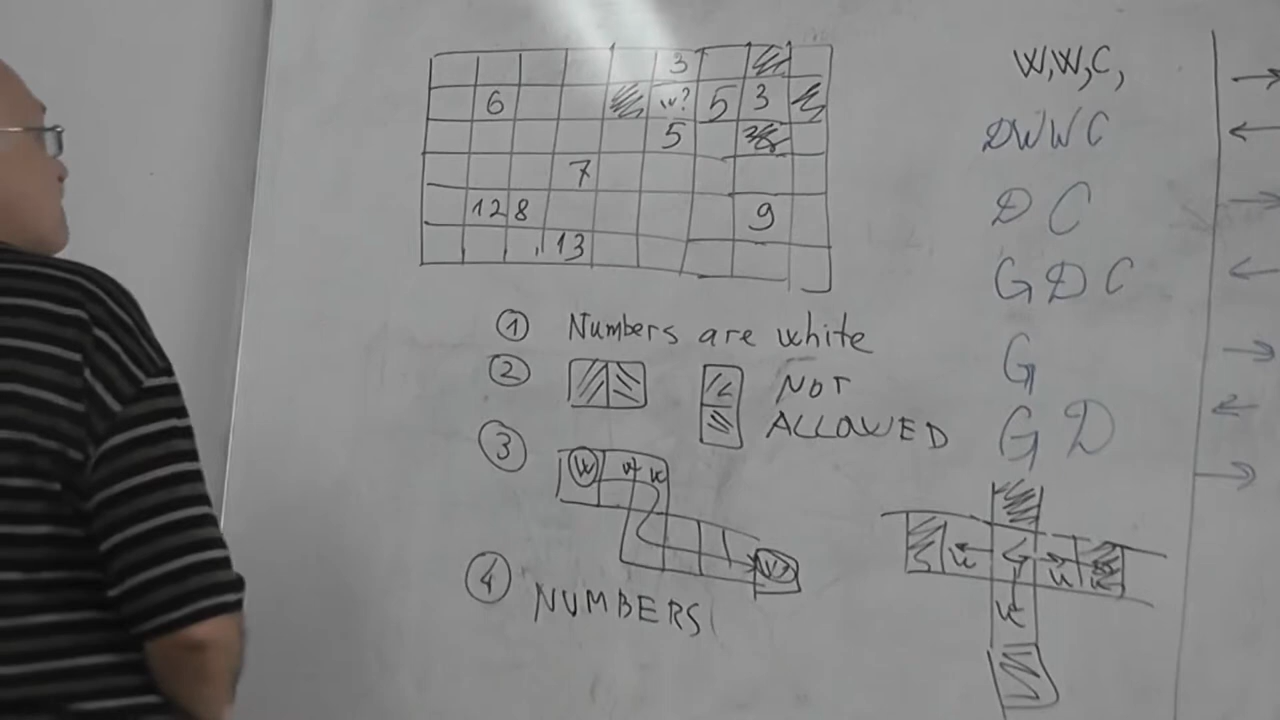 3
6 w? 5 3
5
7
12 8 9
13
① Numbers are white
② NOT
ALLOWED
③ W W W
④ NUMBERS
W,W,C,
DWWC
D C
G D C
G
G D